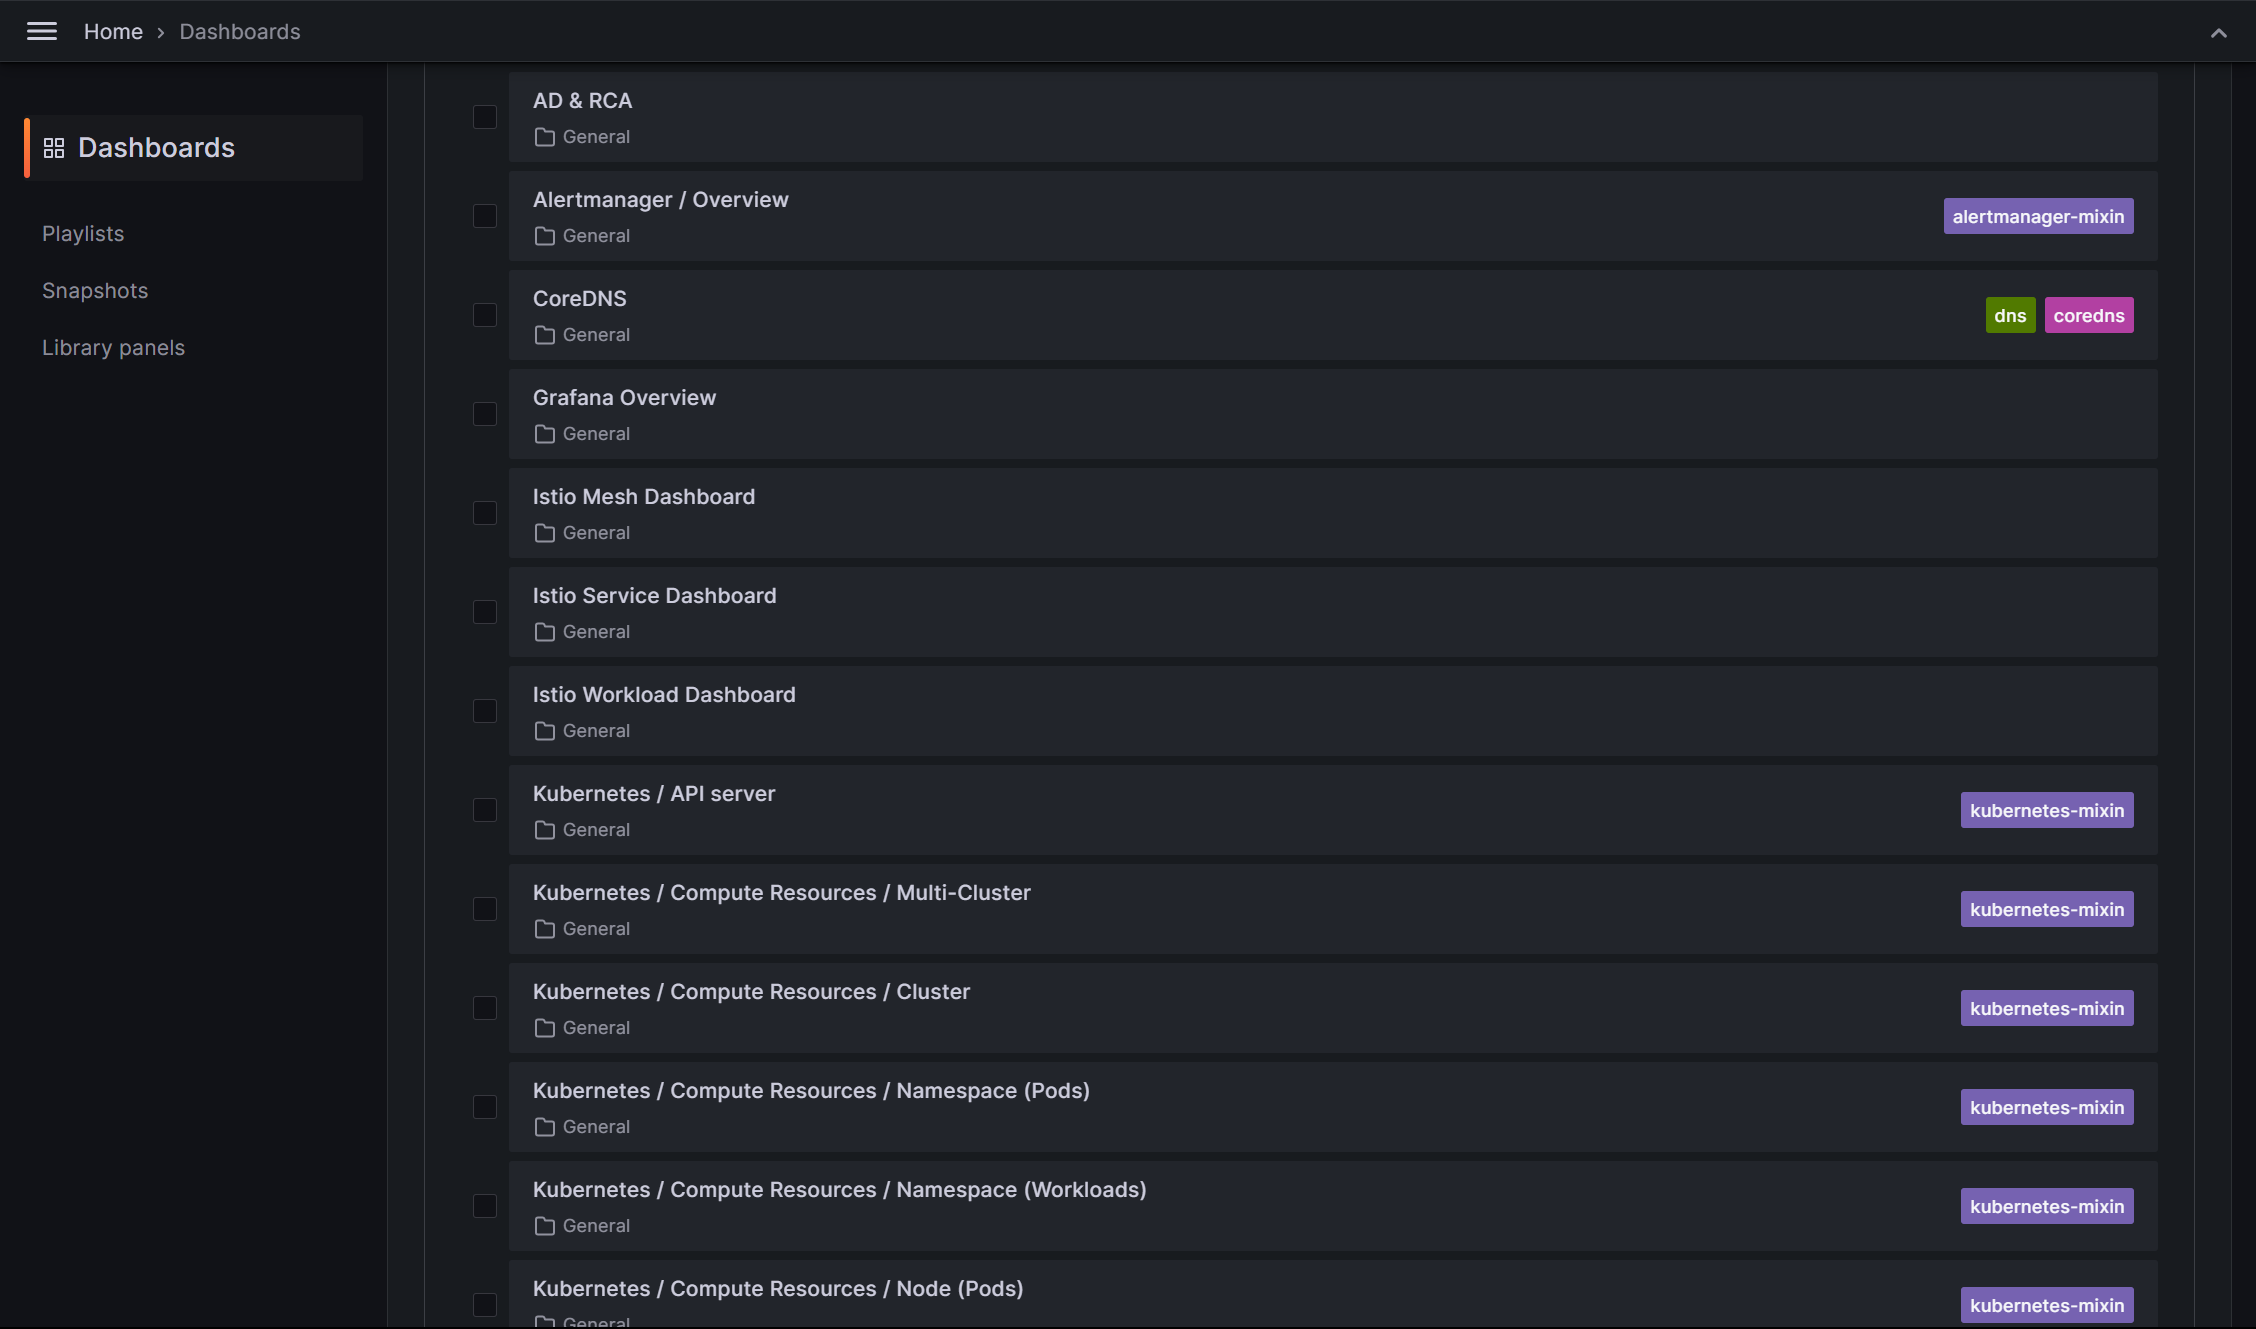 Home › Dashboards
Dashboards
Playlists
Snapshots
Library panels
AD & RCA
General
Alertmanager / Overview
General
alertmanager-mixin
CoreDNS
General
dns coredns
Grafana Overview
General
Istio Mesh Dashboard
General
Istio Service Dashboard
General
Istio Workload Dashboard
General
Kubernetes / API server
General
kubernetes-mixin
Kubernetes / Compute Resources / Multi-Cluster
General
kubernetes-mixin
Kubernetes / Compute Resources / Cluster
General
kubernetes-mixin
Kubernetes / Compute Resources / Namespace (Pods)
General
kubernetes-mixin
Kubernetes / Compute Resources / Namespace (Workloads)
General
kubernetes-mixin
Kubernetes / Compute Resources / Node (Pods)
General
kubernetes-mixin